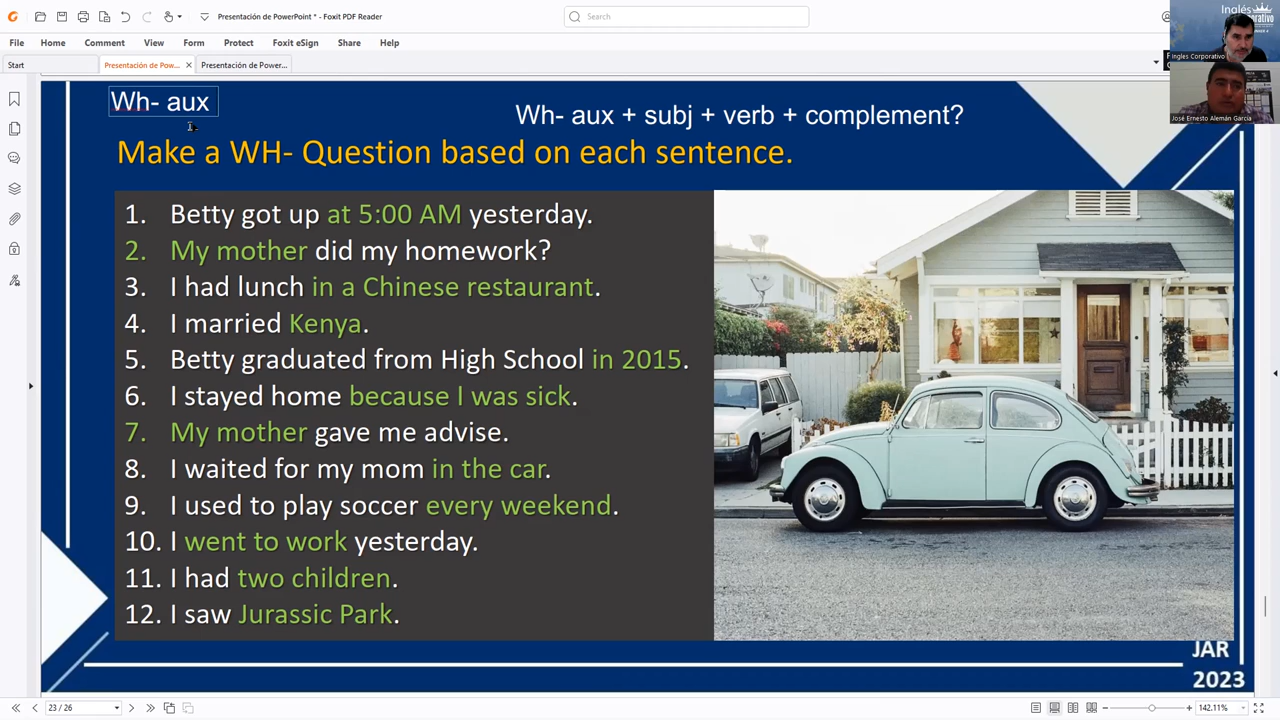 Presentación de PowerPoint * - Foxit PDF Reader
Search
File Home Comment View Form Protect Foxit eSign Share Help
Start
Presentación de Pow...
Presentación de Power...
Inglés
Ingles Corporativo
José Ernesto Alemán García
Wh- aux
Wh- aux + subj + verb + complement?
Make a WH- Question based on each sentence.
1. Betty got up at 5:00 AM yesterday.
2. My mother did my homework?
3. I had lunch in a Chinese restaurant.
4. I married Kenya.
5. Betty graduated from High School in 2015.
6. I stayed home because I was sick.
7. My mother gave me advise.
8. I waited for my mom in the car.
9. I used to play soccer every weekend.
10. I went to work yesterday.
11. I had two children.
12. I saw Jurassic Park.
JAR
2023
23 / 26
142.11%